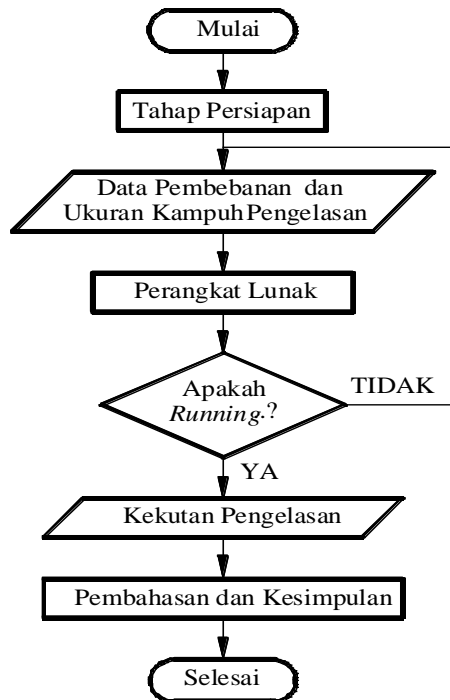 Mulai
Tahap Persiapan
Data Pembebanan dan
Ukuran Kampuh Pengelasan
Perangkat Lunak
Apakah
Running.?
TIDAK
YA
Kekutan Pengelasan
Pembahasan dan Kesimpulan
Selesai